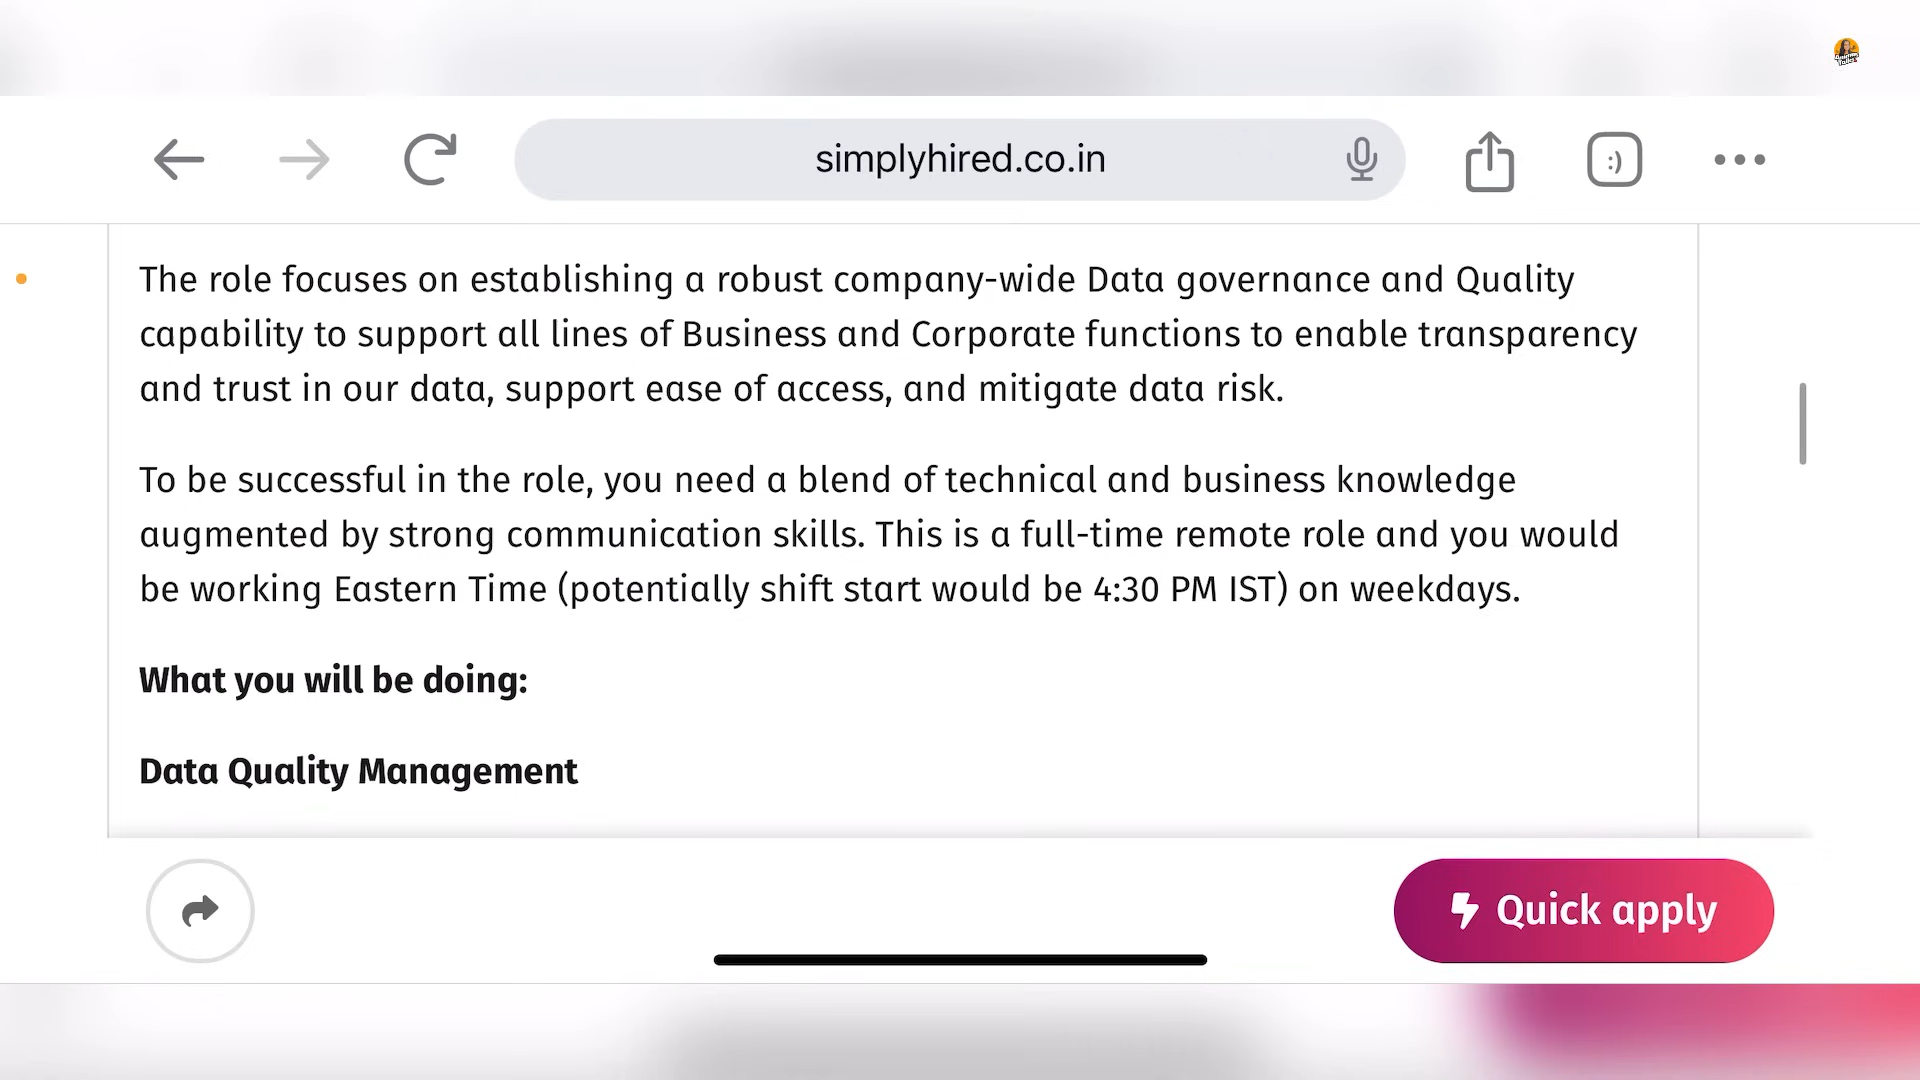 simplyhired.co.in
:)
The role focuses on establishing a robust company-wide Data governance and Quality
capability to support all lines of Business and Corporate functions to enable transparency
and trust in our data, support ease of access, and mitigate data risk.
To be successful in the role, you need a blend of technical and business knowledge
augmented by strong communication skills. This is a full-time remote role and you would
be working Eastern Time (potentially shift start would be 4:30 PM IST) on weekdays.
What you will be doing:
Data Quality Management
Quick apply